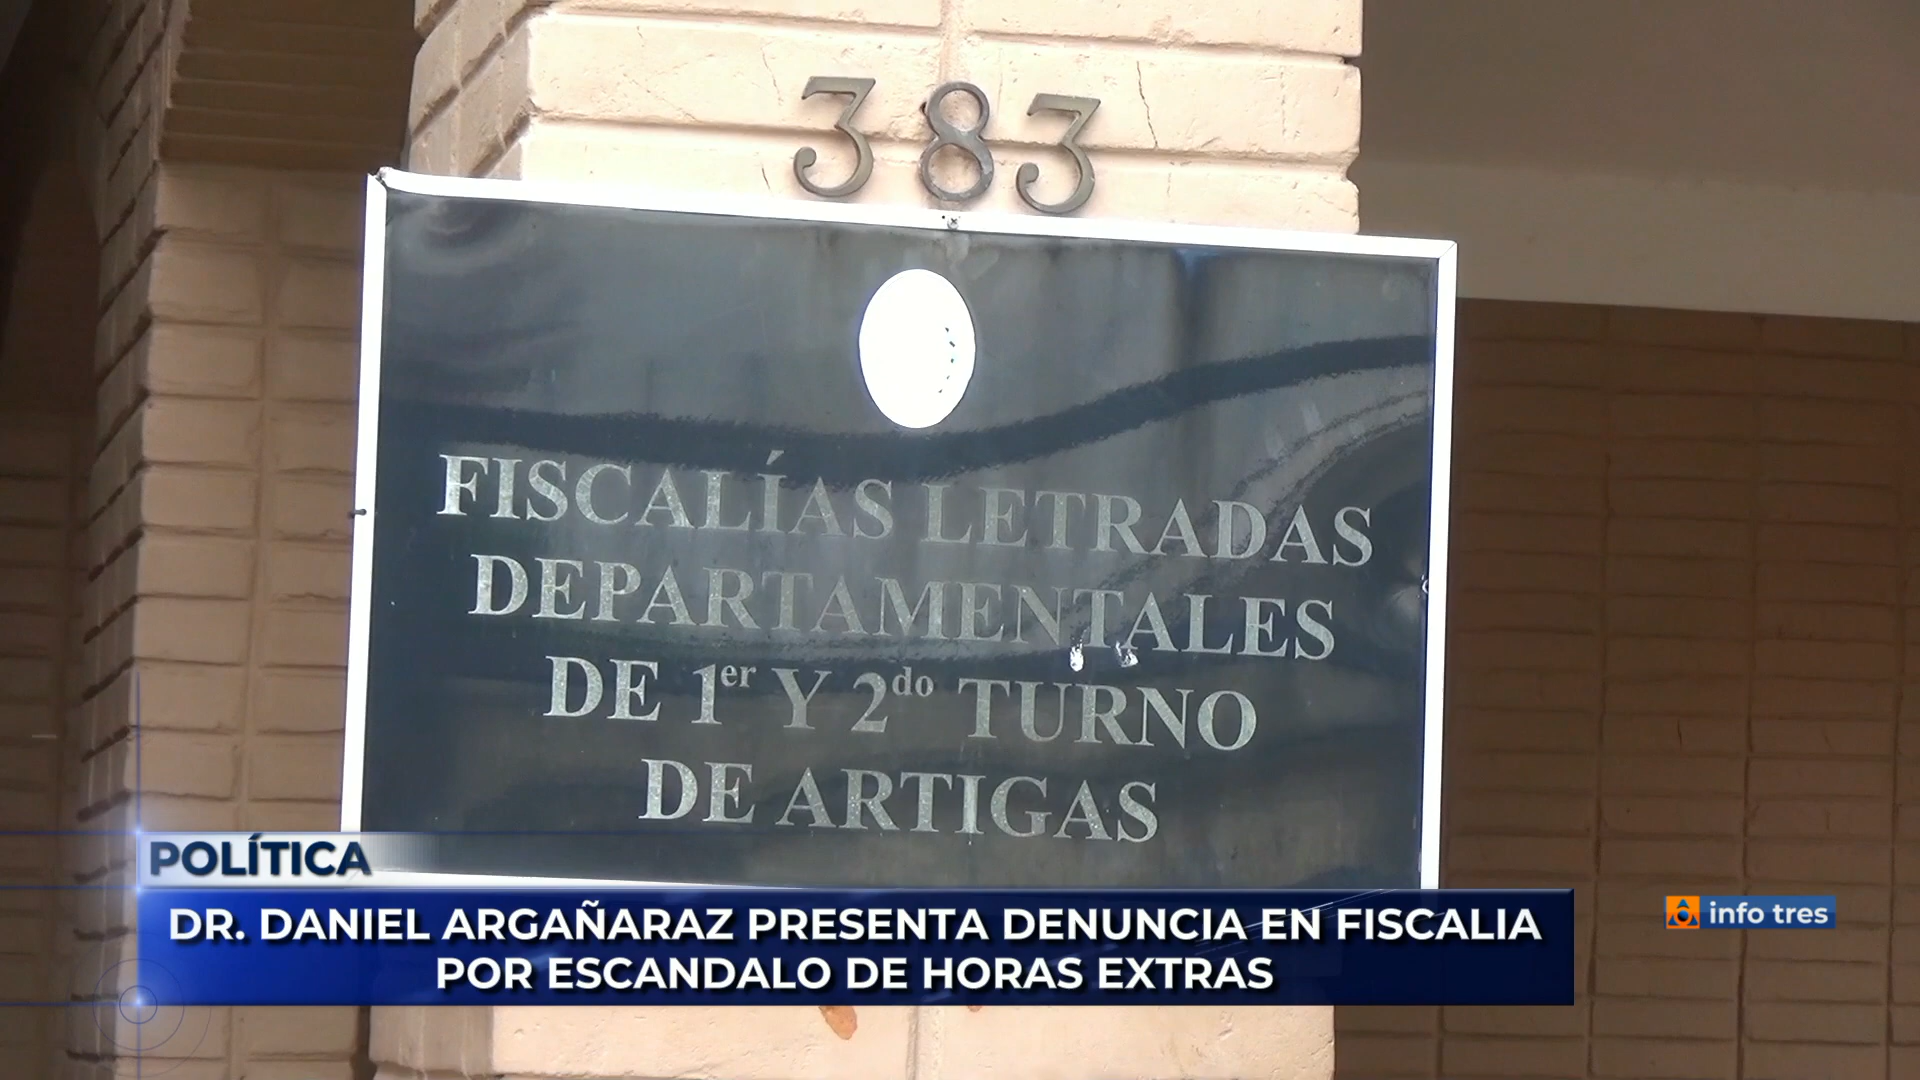 383
FISCALÍAS LETRADAS
DEPARTAMENTALES
DE 1er Y 2do TURNO
DE ARTIGAS
POLÍTICA
DR. DANIEL ARGAÑARAZ PRESENTA DENUNCIA EN FISCALIA
POR ESCANDALO DE HORAS EXTRAS
info tres